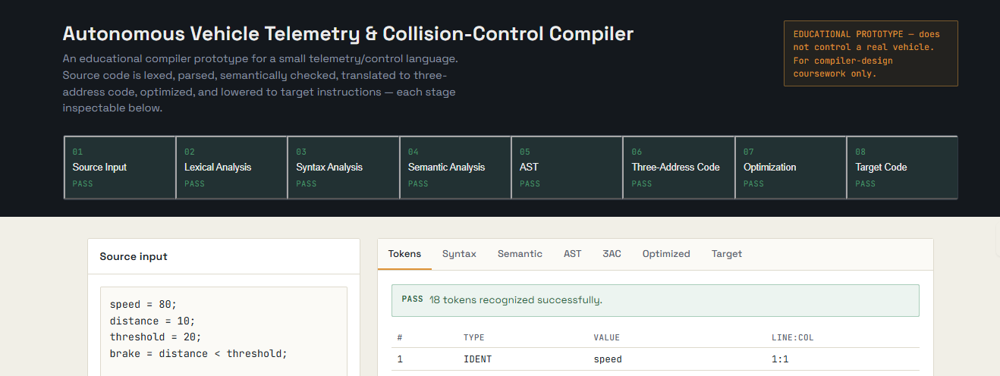 Autonomous Vehicle Telemetry & Collision-Control Compiler
An educational compiler prototype for a small telemetry/control language.
Source code is lexed, parsed, semantically checked, translated to three-
address code, optimized, and lowered to target instructions — each stage
inspectable below.
EDUCATIONAL PROTOTYPE — does
not control a real vehicle.
For compiler-design
coursework only.
01
Source Input
PASS
02
Lexical Analysis
PASS
03
Syntax Analysis
PASS
04
Semantic Analysis
PASS
05
AST
PASS
06
Three-Address Code
PASS
07
Optimization
PASS
08
Target Code
PASS
Source input
speed = 80;
distance = 10;
threshold = 20;
brake = distance < threshold;
Tokens Syntax Semantic AST 3AC Optimized Target
PASS 18 tokens recognized successfully.
# TYPE VALUE LINE:COL
1 IDENT speed 1:1